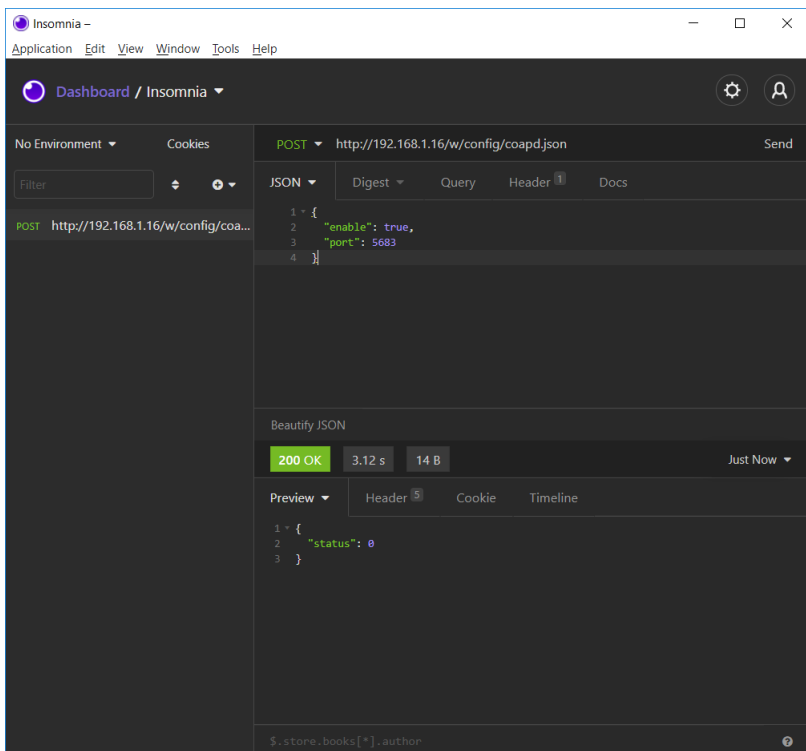 Insomnia –
Application Edit View Window Tools Help
Dashboard / Insomnia
No Environment Cookies
POST http://192.168.1.16/w/config/coapd.json Send
Filter
JSON Digest Query Header 1 Docs
POST http://192.168.1.16/w/config/coa...
1 {
2 "enable": true,
3 "port": 5683
4 }
Beautify JSON
200 OK 3.12 s 14 B Just Now
Preview Header 5 Cookie Timeline
1 {
2 "status": 0
3 }
$.store.books[*].author